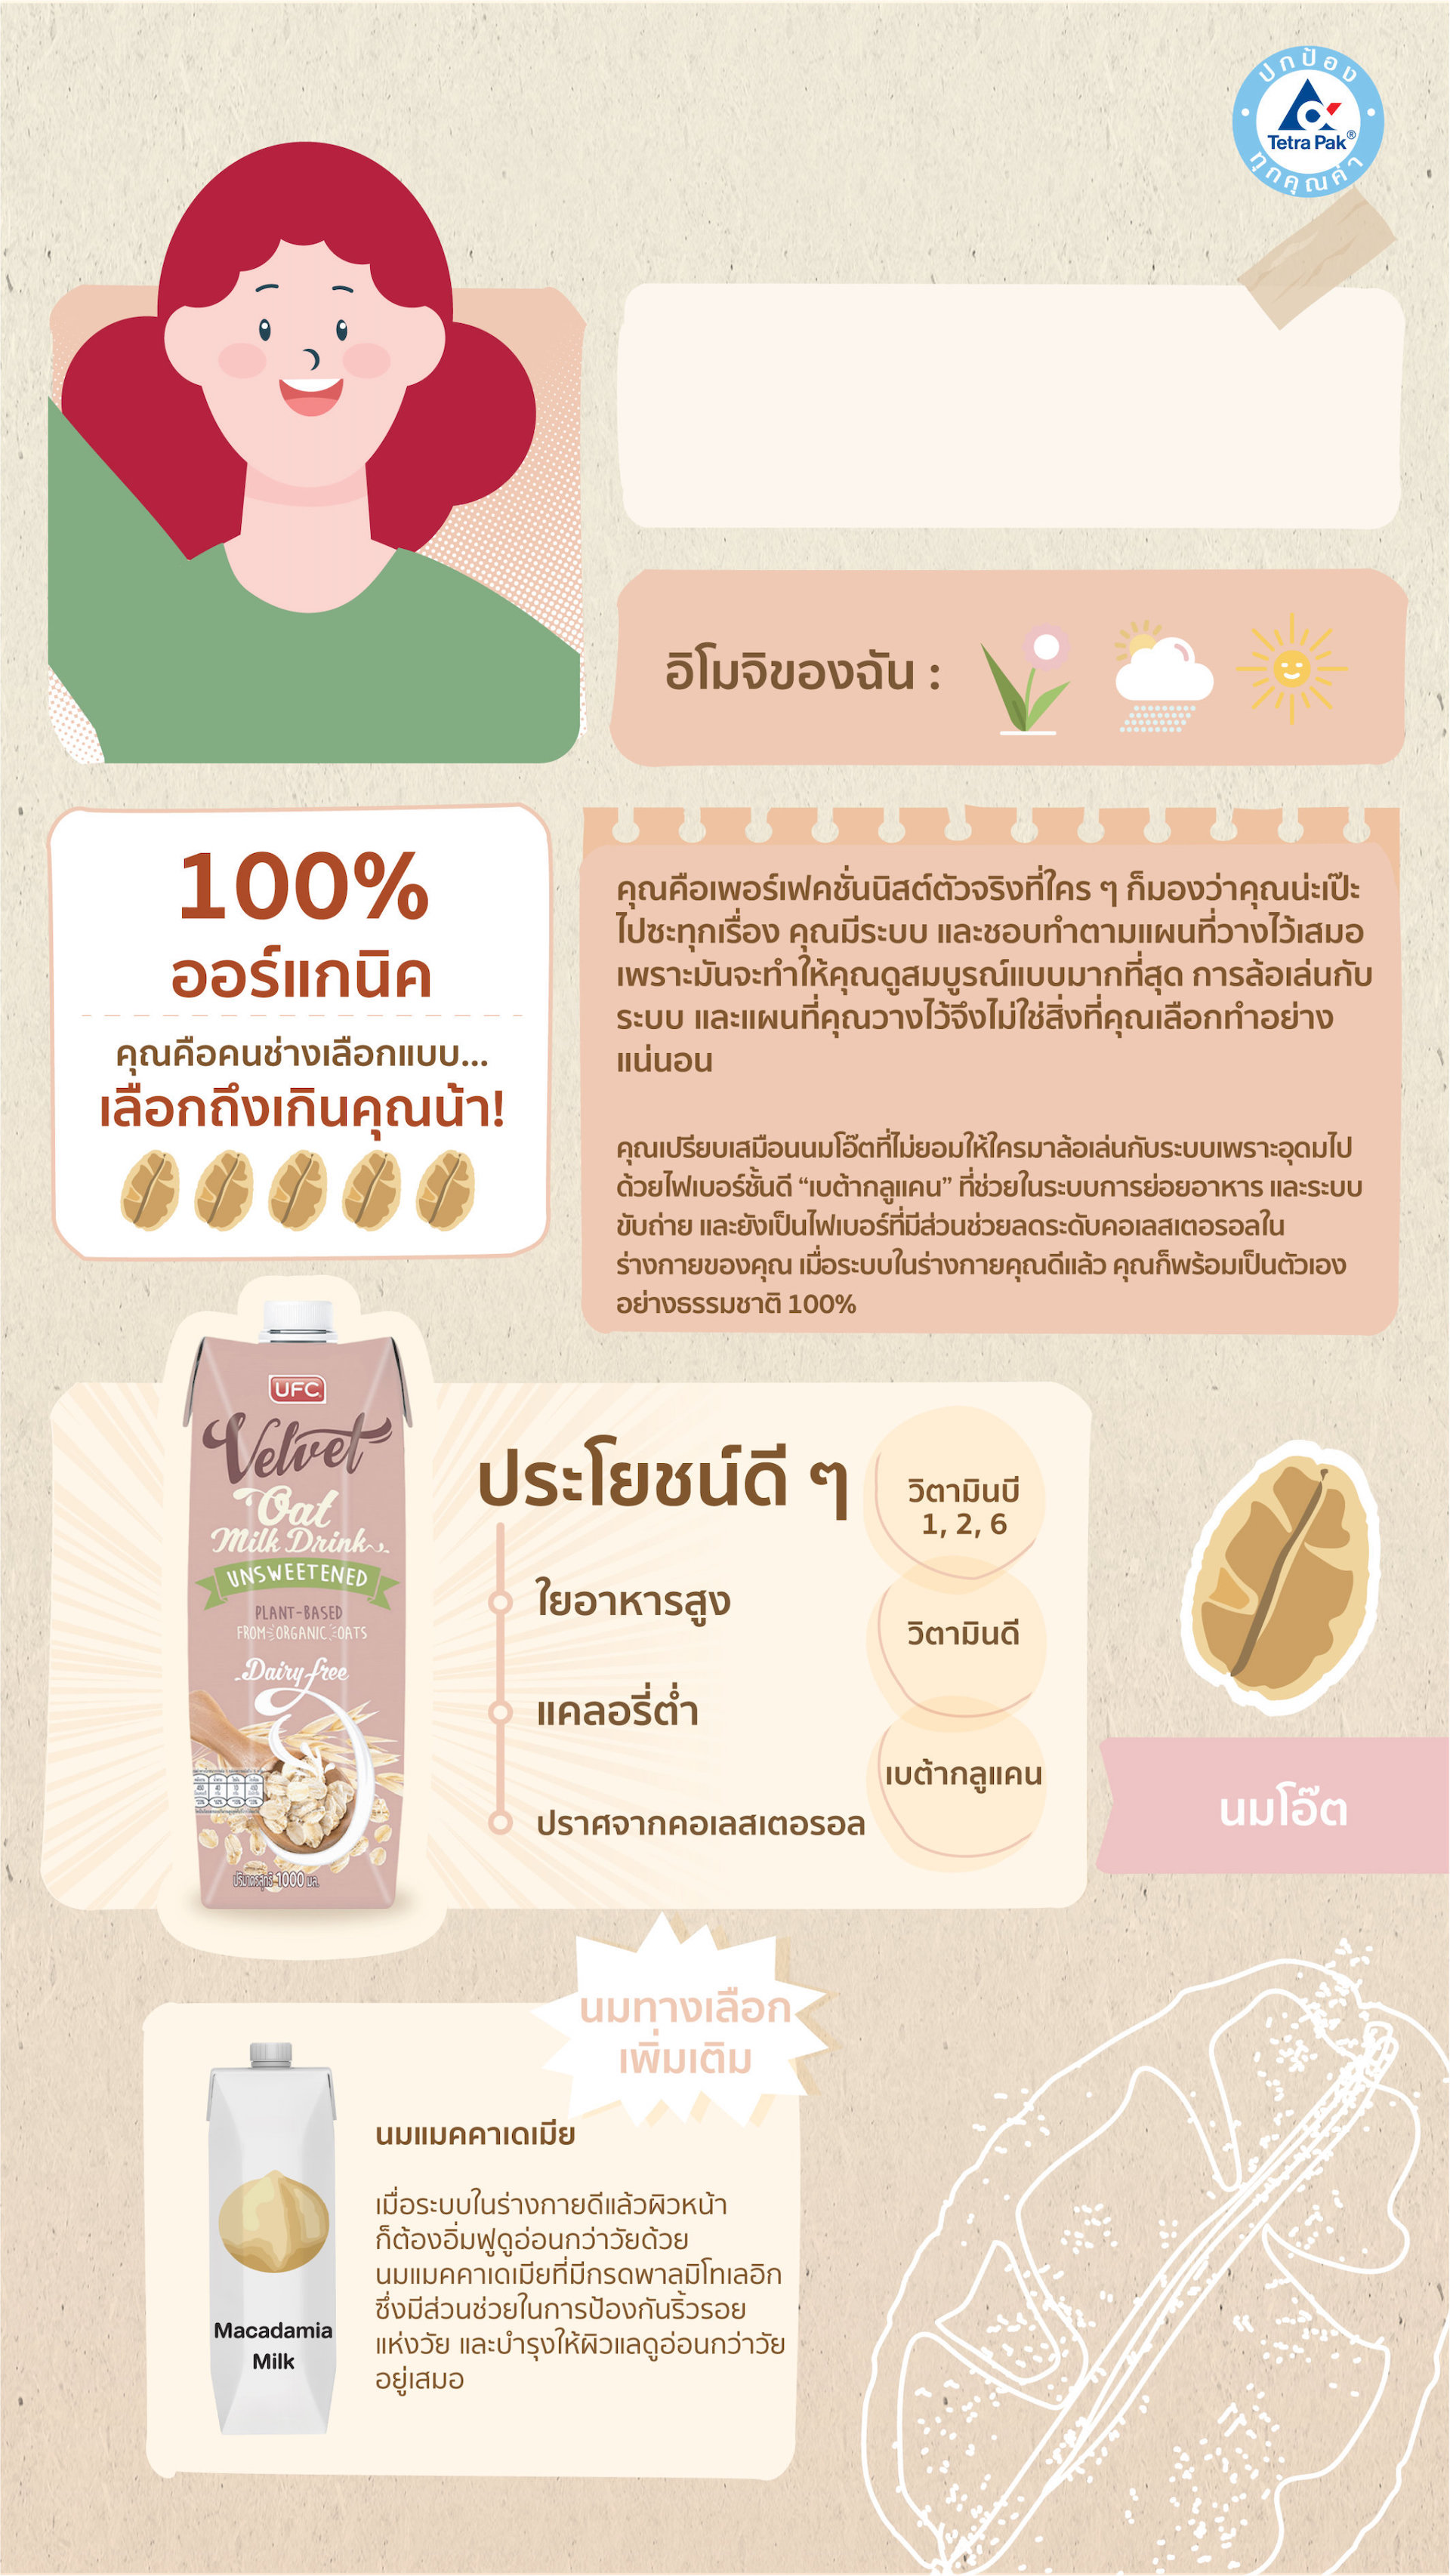 ปกป้อง
Tetra Pak®
ทุกคุณค่า
อิโมจิของฉัน :
100%
ออร์แกนิค
คุณคือคนช่างเลือกแบบ...
เลือกถึงเกินคุณน้า!
คุณคือเพอร์เฟคชั่นนิสต์ตัวจริงที่ใคร ๆ ก็มองว่าคุณน่ะเป๊ะ
ไปซะทุกเรื่อง คุณมีระบบ และชอบทำตามแผนที่วางไว้เสมอ
เพราะมันจะทำให้คุณดูสมบูรณ์แบบมากที่สุด การล้อเล่นกับ
ระบบ และแผนที่คุณวางไว้จึงไม่ใช่สิ่งที่คุณเลือกทำอย่าง
แน่นอน
คุณเปรียบเสมือนนมโอ๊ตที่ไม่ยอมให้ใครมาล้อเล่นกับระบบเพราะอุดมไป
ด้วยไฟเบอร์ชั้นดี “เบต้ากลูแคน” ที่ช่วยในระบบการย่อยอาหาร และระบบ
ขับถ่าย และยังเป็นไฟเบอร์ที่มีส่วนช่วยลดระดับคอเลสเตอรอลใน
ร่างกายของคุณ เมื่อระบบในร่างกายคุณดีแล้ว คุณก็พร้อมเป็นตัวเอง
อย่างธรรมชาติ 100%
UFC
Velvet
Oat
Milk Drink
UNSWEETENED
PLANT-BASED
FROM ORGANIC OATS
Dairy free
ปริมาตรสุทธิ 1000 มล.
ประโยชน์ดี ๆ
ใยอาหารสูง
แคลอรี่ต่ำ
ปราศจากคอเลสเตอรอล
วิตามินบี
1, 2, 6
วิตามินดี
เบต้ากลูแคน
นมโอ๊ต
นมทางเลือก
เพิ่มเติม
Macadamia
Milk
นมแมคคาเดเมีย
เมื่อระบบในร่างกายดีแล้วผิวหน้า
ก็ต้องอิ่มฟูดูอ่อนกว่าวัยด้วย
นมแมคคาเดเมียที่มีกรดพาลมิโทเลอิก
ซึ่งมีส่วนช่วยในการป้องกันริ้วรอย
แห่งวัย และบำรุงให้ผิวแลดูอ่อนกว่าวัย
อยู่เสมอ